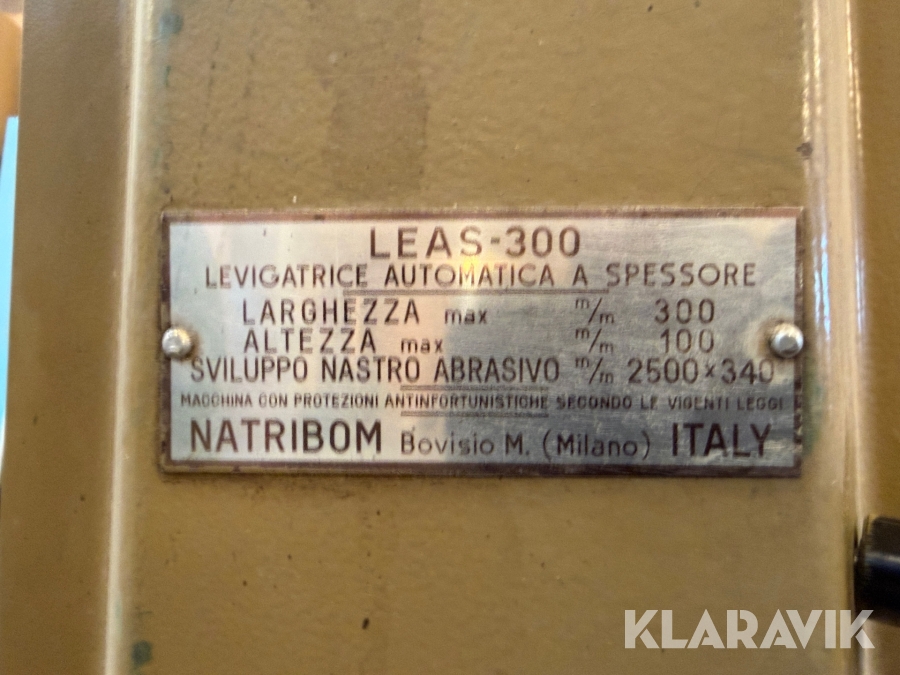 LEAS-300
LEVIGATRICE AUTOMATICA A SPESSORE
LARGHEZZA max m/m 300
ALTEZZA max m/m 100
SVILUPPO NASTRO ABRASIVO m/m 2500×340
MACCHINA CON PROTEZIONI ANTINFORTUNISTICHE SECONDO LE VIGENTI LEGGI
NATRIBOM Bovisio M. (Milano) ITALY
KLARAVIK